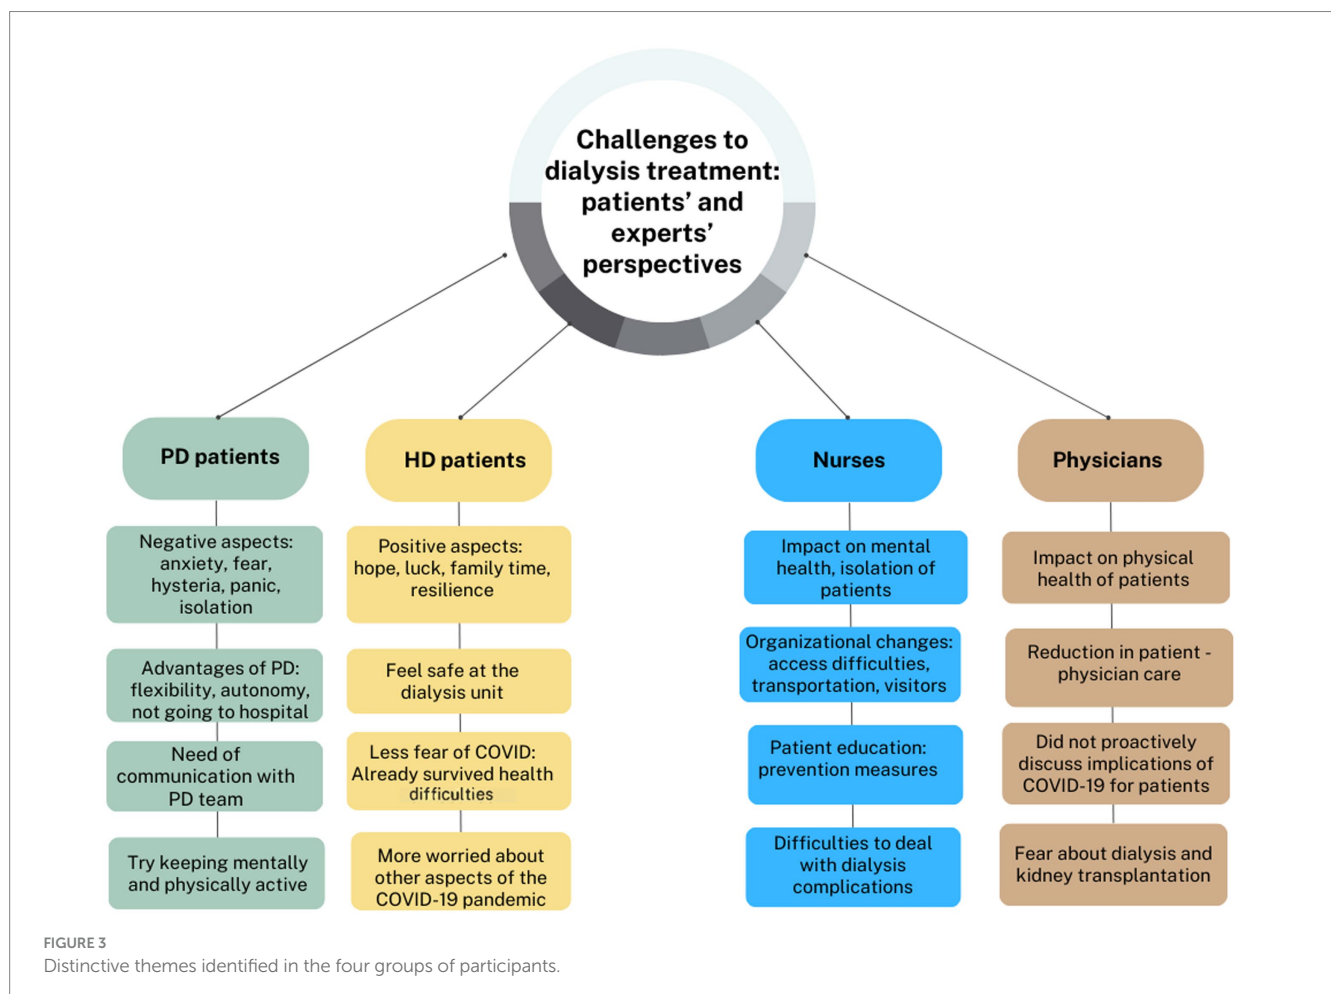 Challenges to
dialysis treatment:
patients’ and
experts’
perspectives
PD patients
Negative aspects:
anxiety, fear,
hysteria, panic,
isolation
Advantages of PD:
flexibility, autonomy,
not going to hospital
Need of
communication with
PD team
Try keeping mentally
and physically active
HD patients
Positive aspects:
hope, luck, family time,
resilience
Feel safe at the
dialysis unit
Less fear of COVID:
Already survived health
difficulties
More worried about
other aspects of the
COVID-19 pandemic
Nurses
Impact on mental
health, isolation of
patients
Organizational changes:
access difficulties,
transportation, visitors
Patient education:
prevention measures
Difficulties to deal
with dialysis
complications
Physicians
Impact on physical
health of patients
Reduction in patient -
physician care
Did not proactively
discuss implications of
COVID-19 for patients
Fear about dialysis and
kidney transplantation
FIGURE 3
Distinctive themes identified in the four groups of participants.